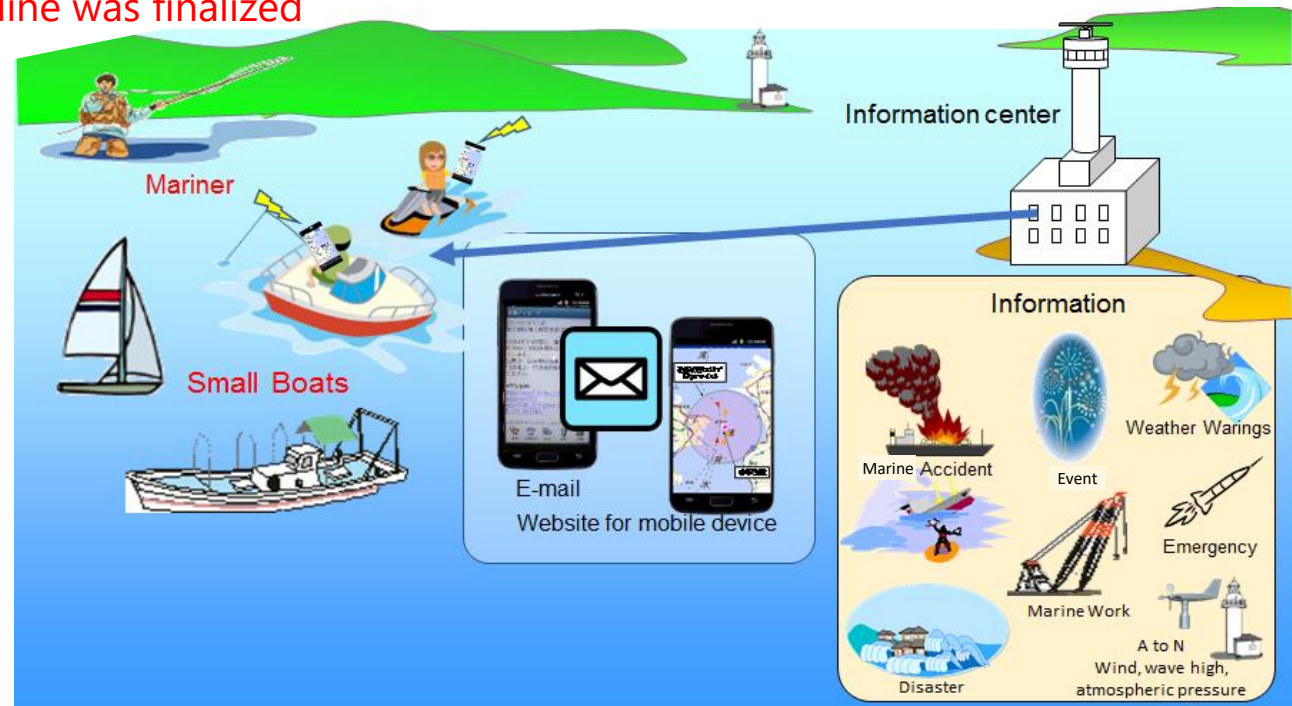 line was finalized
Information center
Mariner
Small Boats
E-mail
Website for mobile device
Information
Marine Accident
Event
Weather Warings
Emergency
Marine Work
Disaster
A to N
Wind, wave high,
atmospheric pressure